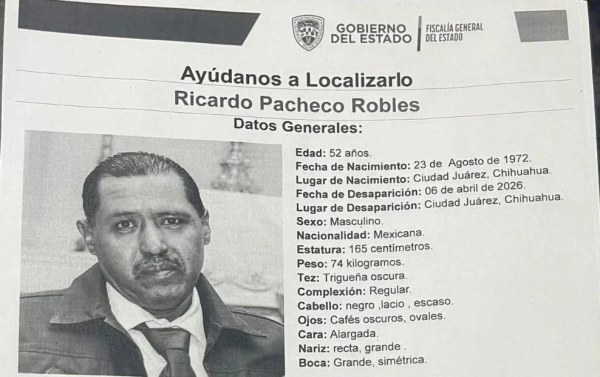 GOBIERNO
DEL ESTADO
FISCALÍA GENERAL
DEL ESTADO
Ayúdanos a Localizarlo
Ricardo Pacheco Robles
Datos Generales:
Edad: 52 años.
Fecha de Nacimiento: 23 de Agosto de 1972.
Lugar de Nacimiento: Ciudad Juárez, Chihuahua.
Fecha de Desaparición: 06 de abril de 2026.
Lugar de Desaparición: Ciudad Juárez, Chihuahua.
Sexo: Masculino.
Nacionalidad: Mexicana.
Estatura: 165 centímetros.
Peso: 74 kilogramos.
Tez: Trigueña oscura.
Complexión: Regular.
Cabello: negro ,lacio , escaso.
Ojos: Cafés oscuros, ovales.
Cara: Alargada.
Nariz: recta, grande .
Boca: Grande, simétrica.